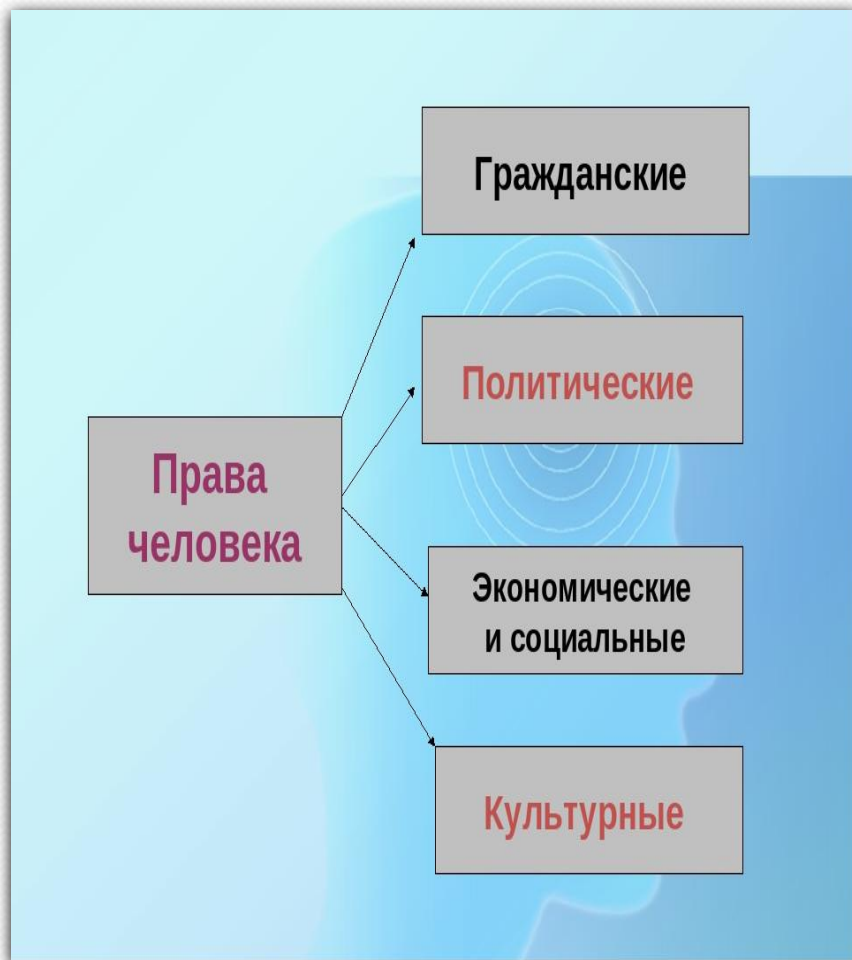 Гражданские
Политические
Права
человека
Экономические
и социальные
Культурные